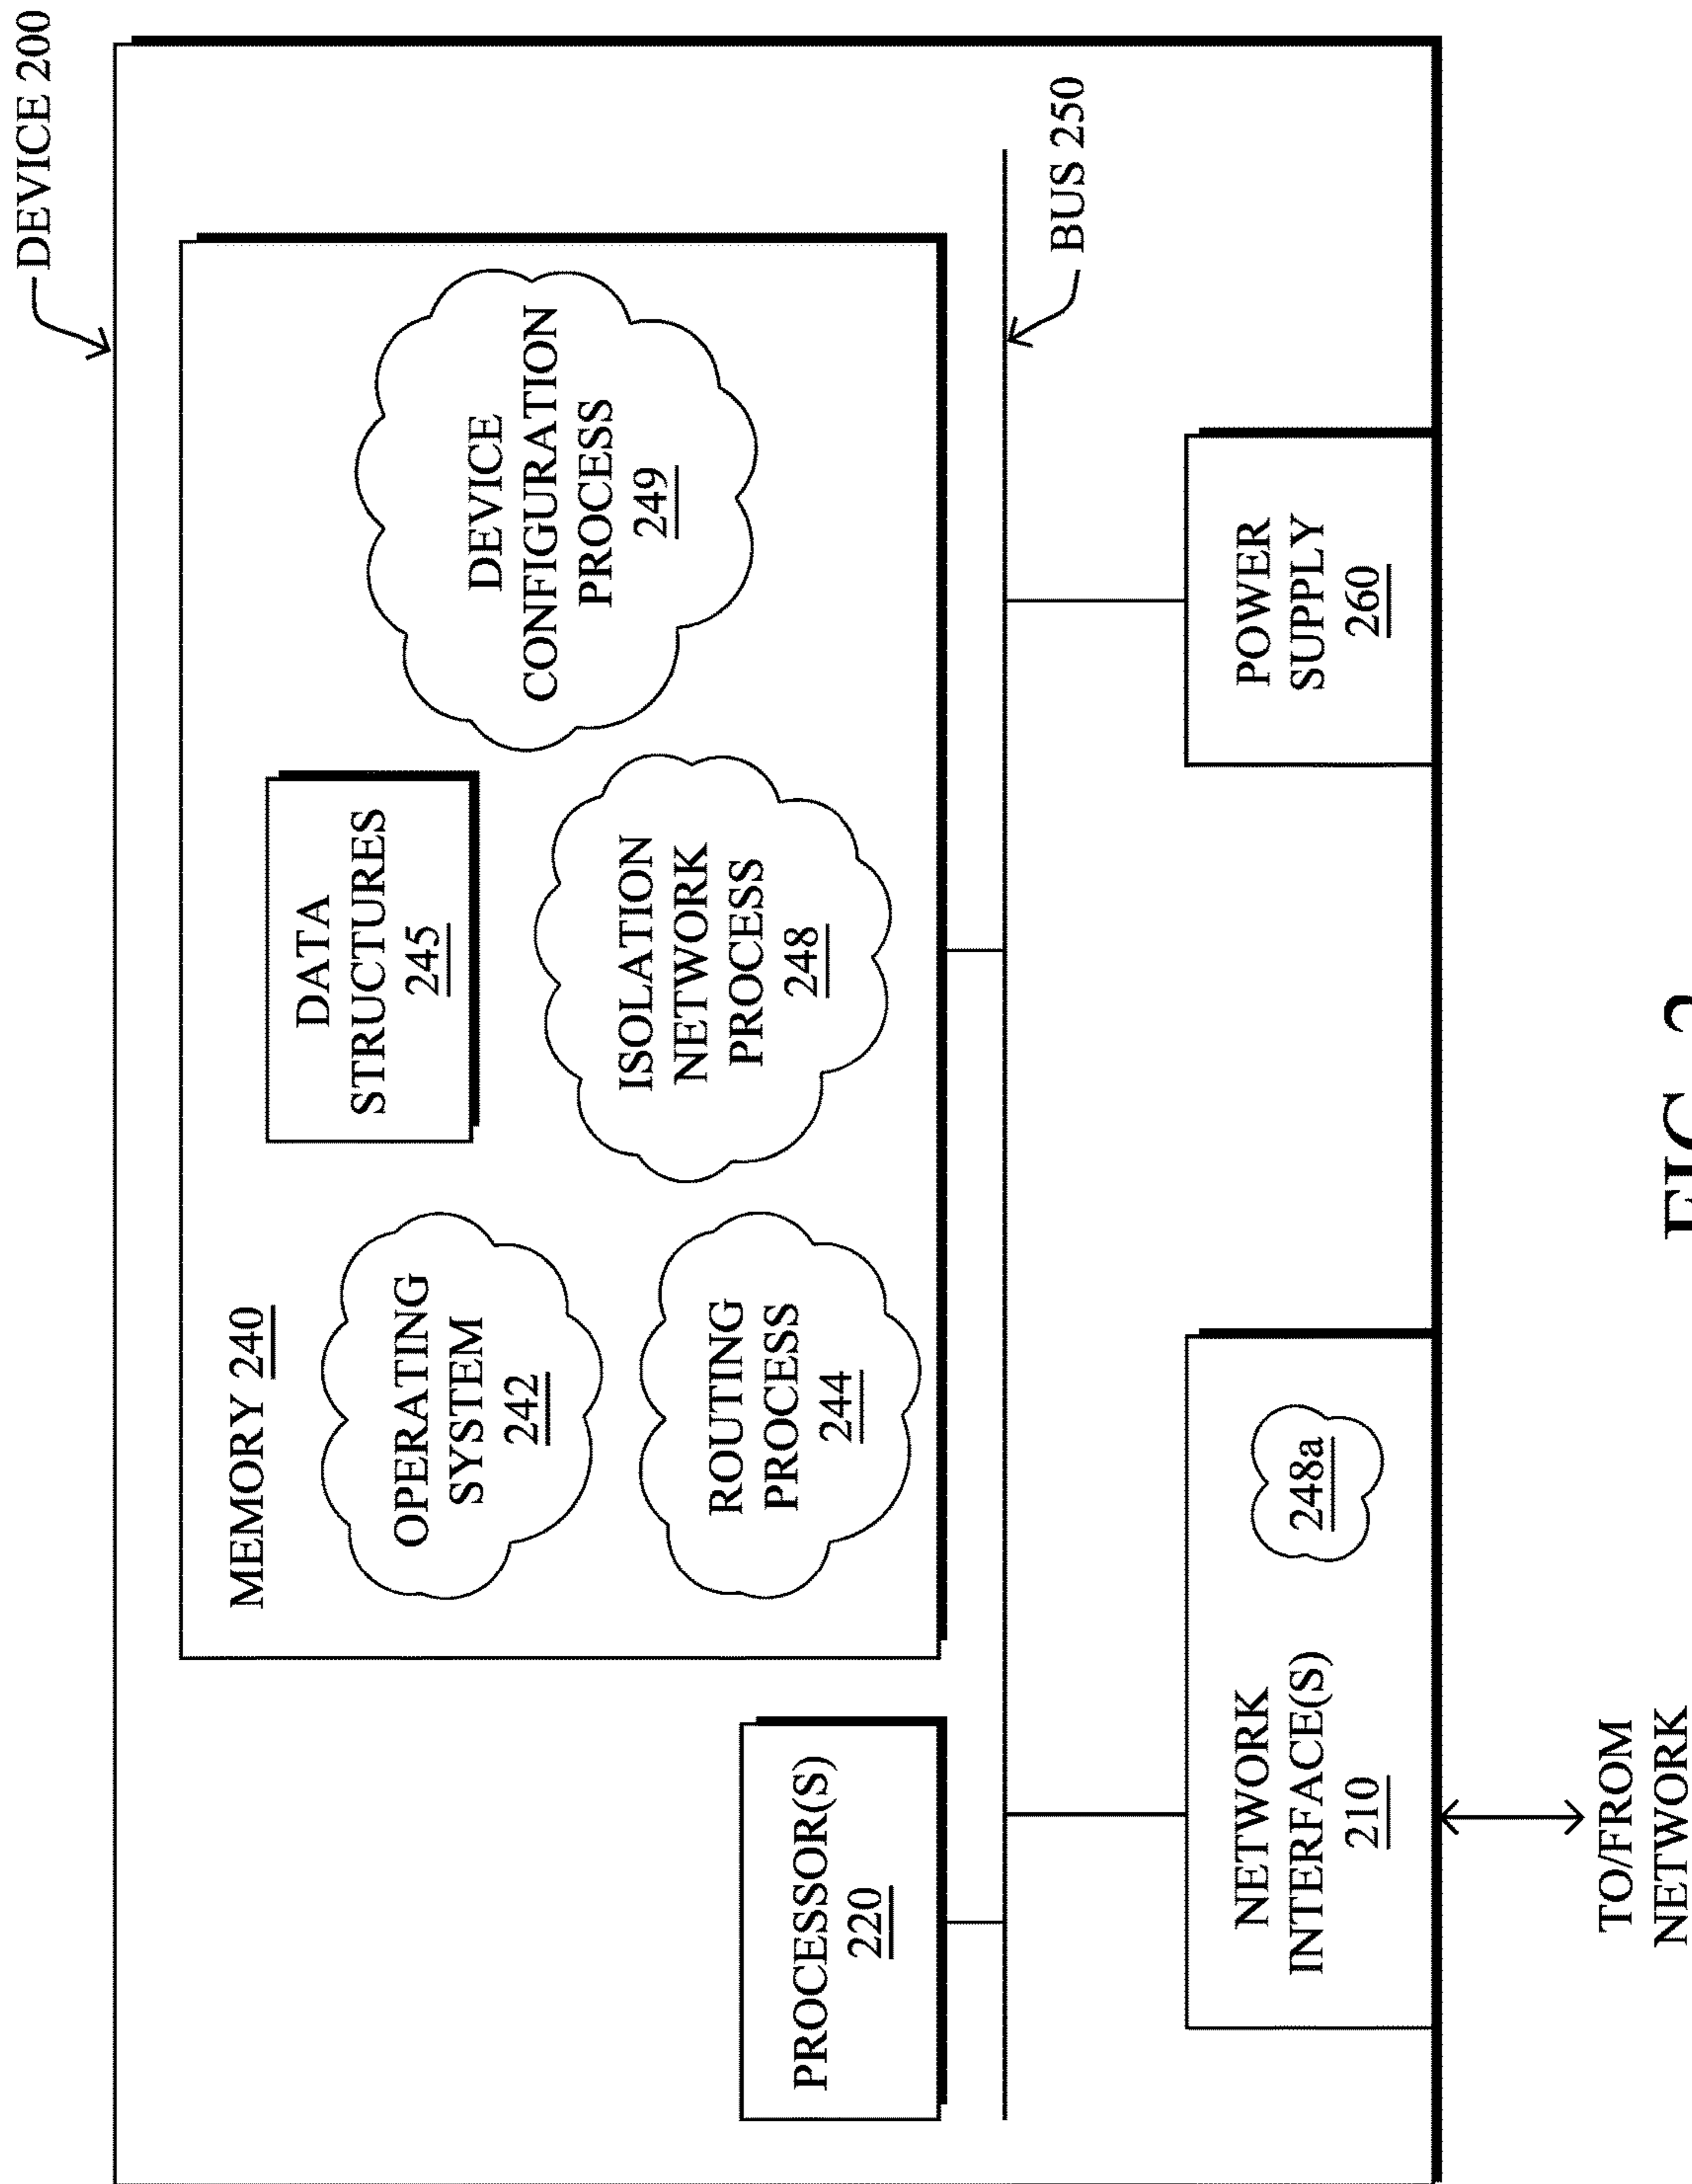 DEVICE 200
MEMORY 240
OPERATING
SYSTEM
242
DATA
STRUCTURES
245
DEVICE
CONFIGURATION
PROCESS
249
ROUTING
PROCESS
244
ISOLATION
NETWORK
PROCESS
248
PROCESSOR(S)
220
BUS 250
NETWORK
INTERFACE(S)
210
248a
POWER
SUPPLY
260
TO/FROM
NETWORK
FIG.